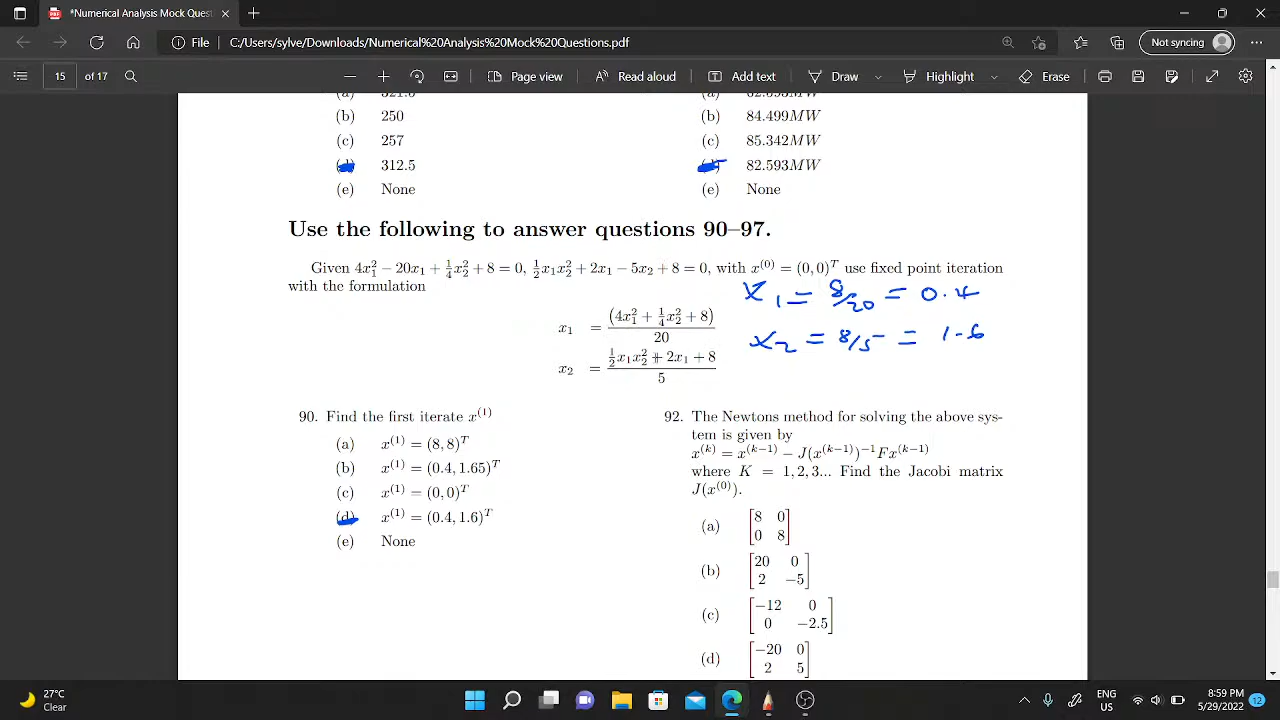 *Numerical Analysis Mock Quest
File C:/Users/sylve/Downloads/Numerical%20Analysis%20Mock%20Questions.pdf
Not syncing
15 of 17
Page view
Read aloud
Add text
Draw
Highlight
Erase
(b) 250
(c) 257
312.5
(e) None
(b) 84.499MW
(c) 85.342MW
82.593MW
(e) None
Use the following to answer questions 90–97.
Given 4x₁² − 20x₁ + ¼x₂² + 8 = 0, ½x₁x₂² + 2x₁ − 5x₂ + 8 = 0, with x⁽⁰⁾ = (0, 0)ᵀ use fixed point iteration
with the formulation
x₁ = (4x₁² + ¼x₂² + 8) / 20
x₂ = ½x₁x₂² + 2x₁ + 8 / 5
x₁ = 8/20 = 0.4
x₂ = 8/5 = 1.6
90. Find the first iterate x⁽¹⁾
(a) x⁽¹⁾ = (8, 8)ᵀ
(b) x⁽¹⁾ = (0.4, 1.65)ᵀ
(c) x⁽¹⁾ = (0, 0)ᵀ
(d) x⁽¹⁾ = (0.4, 1.6)ᵀ
(e) None
92. The Newtons method for solving the above sys-
tem is given by
x⁽ᵏ⁾ = x⁽ᵏ⁻¹⁾ − J(x⁽ᵏ⁻¹⁾)⁻¹Fx⁽ᵏ⁻¹⁾
where K = 1, 2, 3... Find the Jacobi matrix
J(x⁽⁰⁾).
(a) [8 0
0 8]
(b) [20 0
2 −5]
(c) [−12 0
0 −2.5]
(d) [−20 0
2 5]
27°C
Clear
ENG
US
8:59 PM
5/29/2022
12